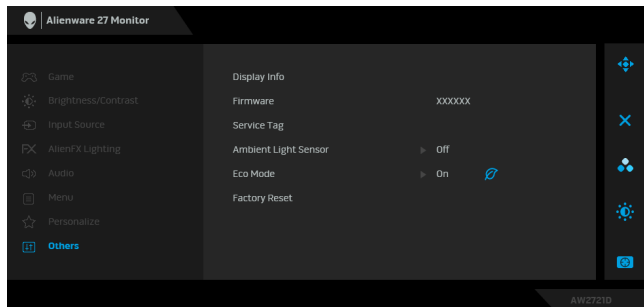 Alienware 27 Monitor
Game
Brightness/Contrast
Input Source
AlienFX Lighting
Audio
Menu
Personalize
Others
Display Info
Firmware XXXXXX
Service Tag
Ambient Light Sensor Off
Eco Mode On
Factory Reset
AW2721D